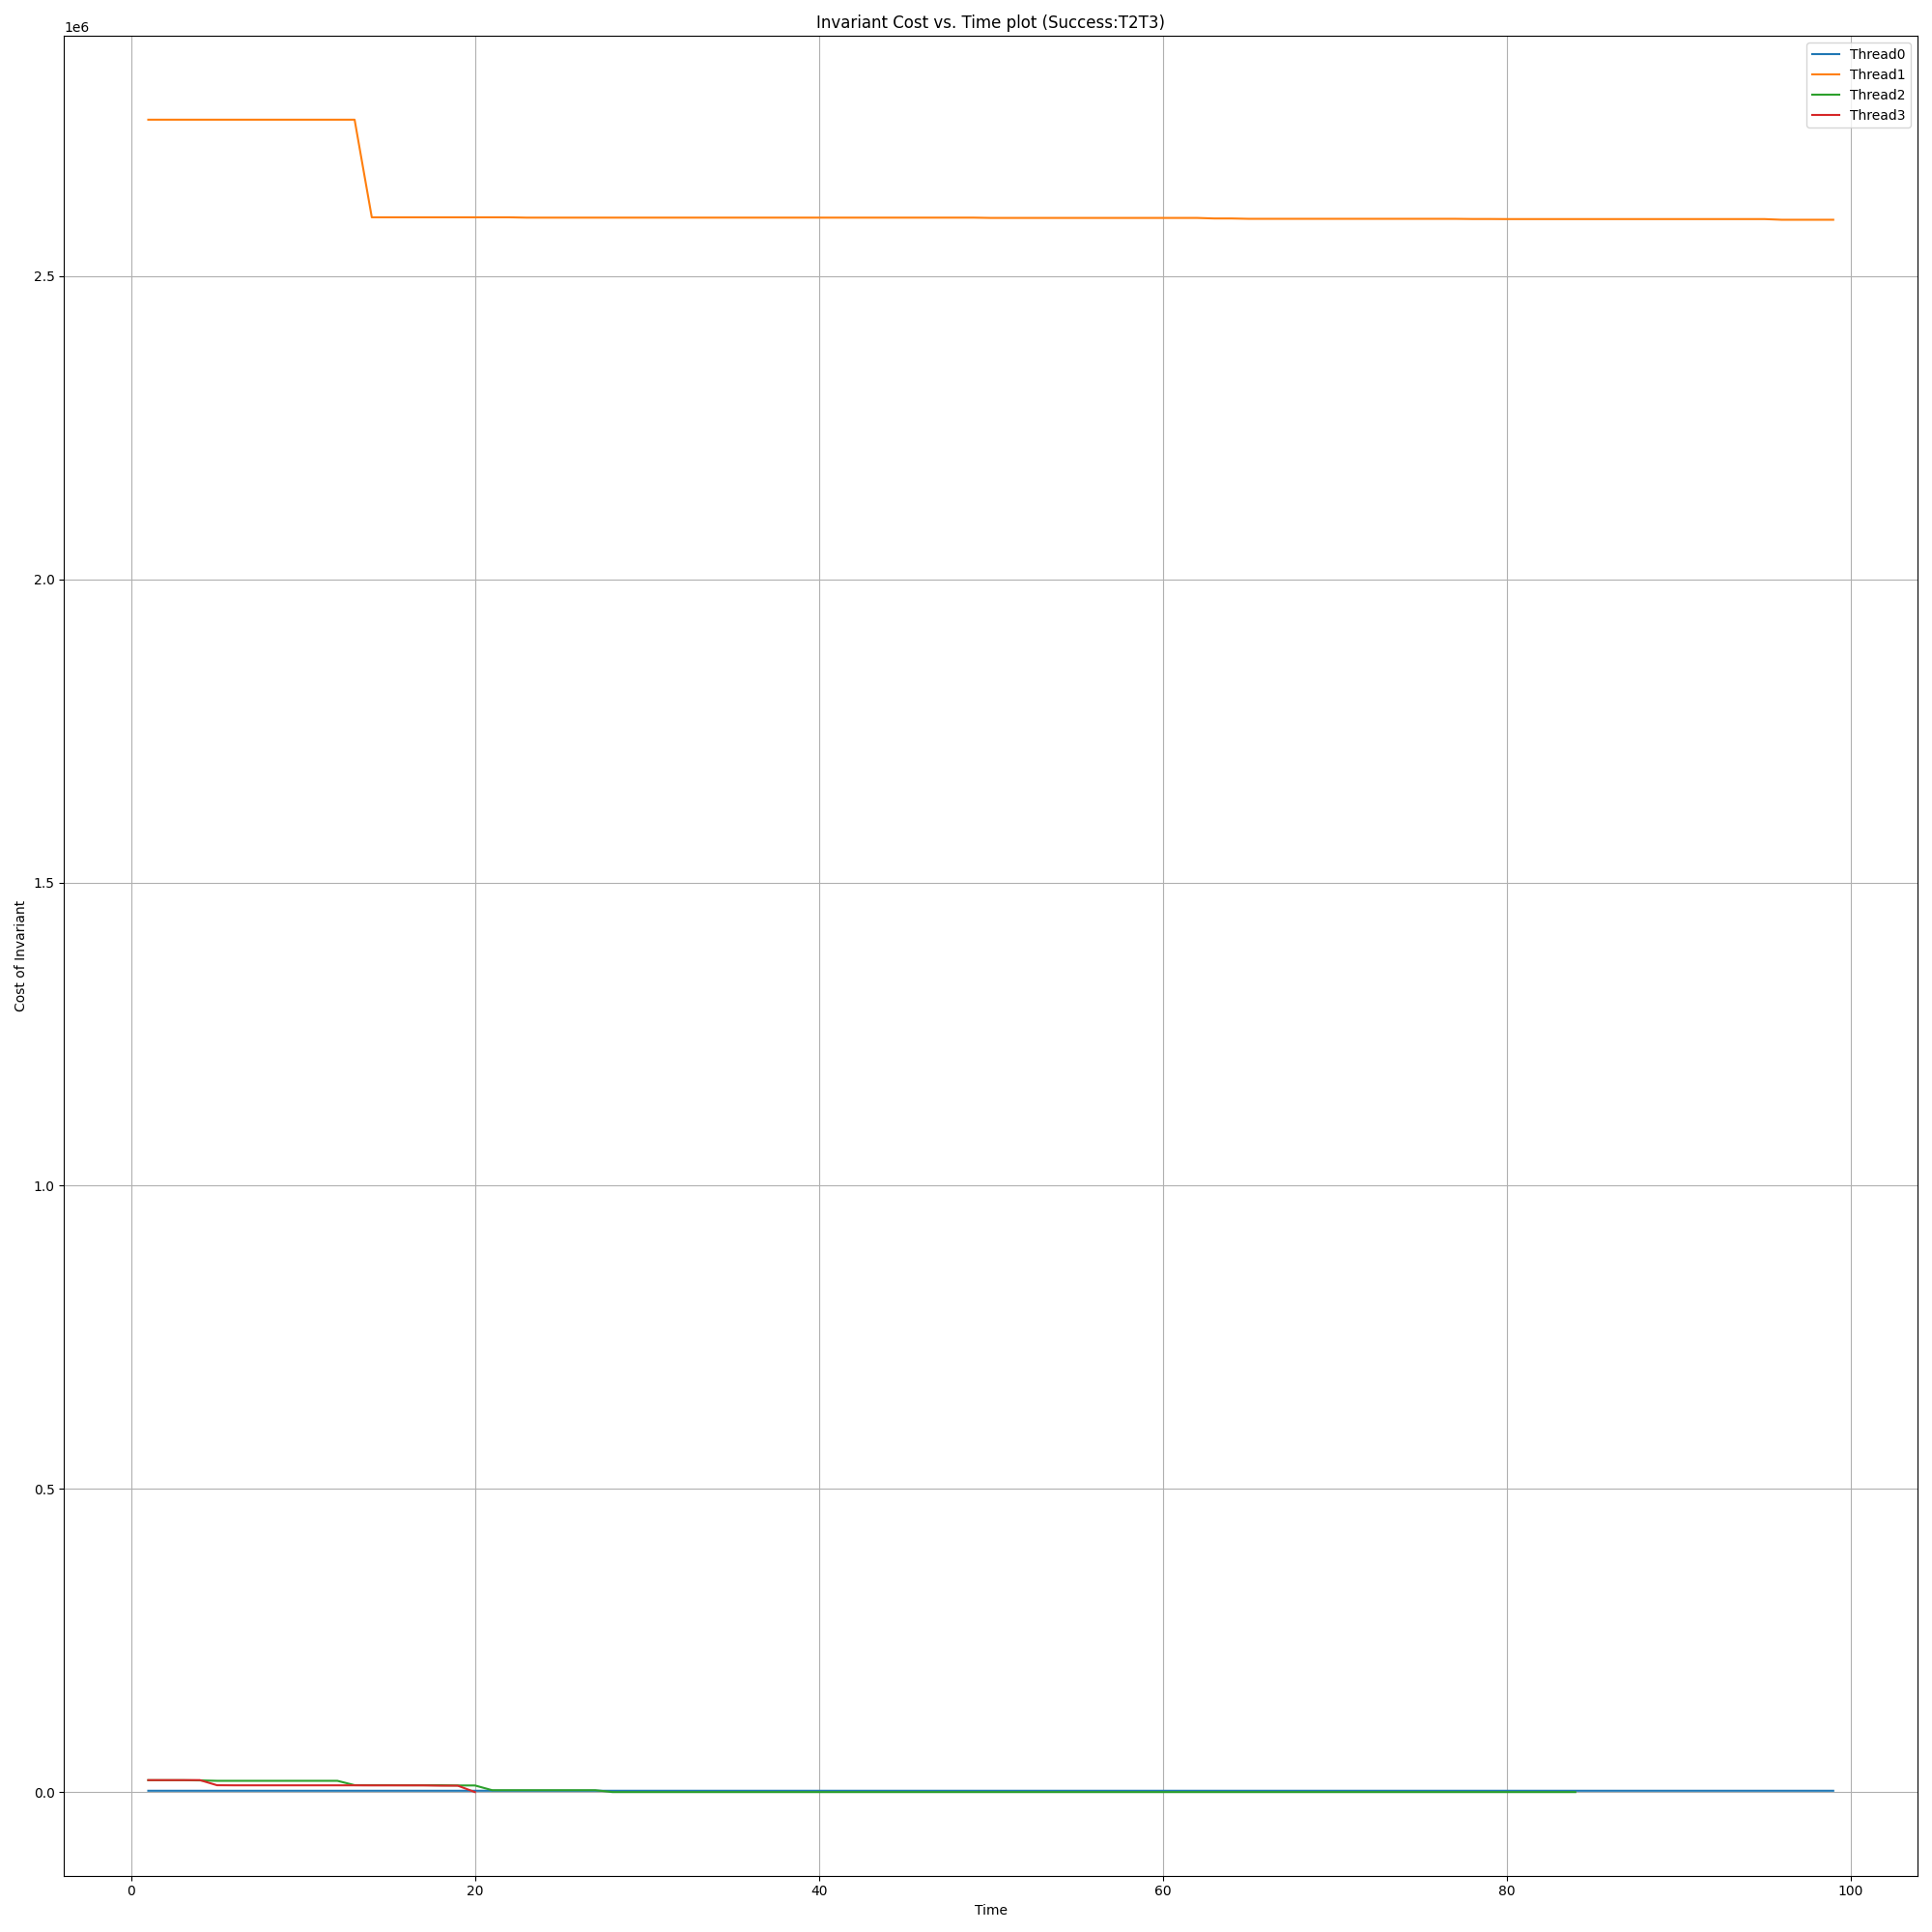 Invariant Cost vs. Time plot (Success:T2T3)
1e6
Thread0
Thread1
Thread2
Thread3
2.5
2.0
1.5
1.0
0.5
0.0
Cost of Invariant
0 20 40 60 80 100
Time